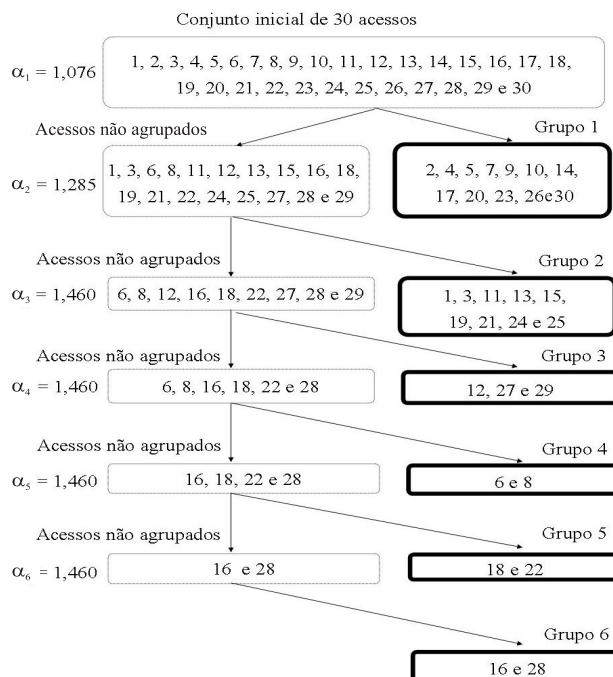 Conjunto inicial de 30 acessos
α₁ = 1,076
1, 2, 3, 4, 5, 6, 7, 8, 9, 10, 11, 12, 13, 14, 15, 16, 17, 18,
19, 20, 21, 22, 23, 24, 25, 26, 27, 28, 29 e 30
Acessos não agrupados
Grupo 1
α₂ = 1,285
1, 3, 6, 8, 11, 12, 13, 15, 16, 18,
19, 21, 22, 24, 25, 27, 28 e 29
2, 4, 5, 7, 9, 10, 14,
17, 20, 23, 26e30
Acessos não agrupados
Grupo 2
α₃ = 1,460
6, 8, 12, 16, 18, 22, 27, 28 e 29
1, 3, 11, 13, 15,
19, 21, 24 e 25
Acessos não agrupados
Grupo 3
α₄ = 1,460
6, 8, 16, 18, 22 e 28
12, 27 e 29
Acessos não agrupados
Grupo 4
α₅ = 1,460
16, 18, 22 e 28
6 e 8
Acessos não agrupados
Grupo 5
α₆ = 1,460
16 e 28
18 e 22
Grupo 6
16 e 28